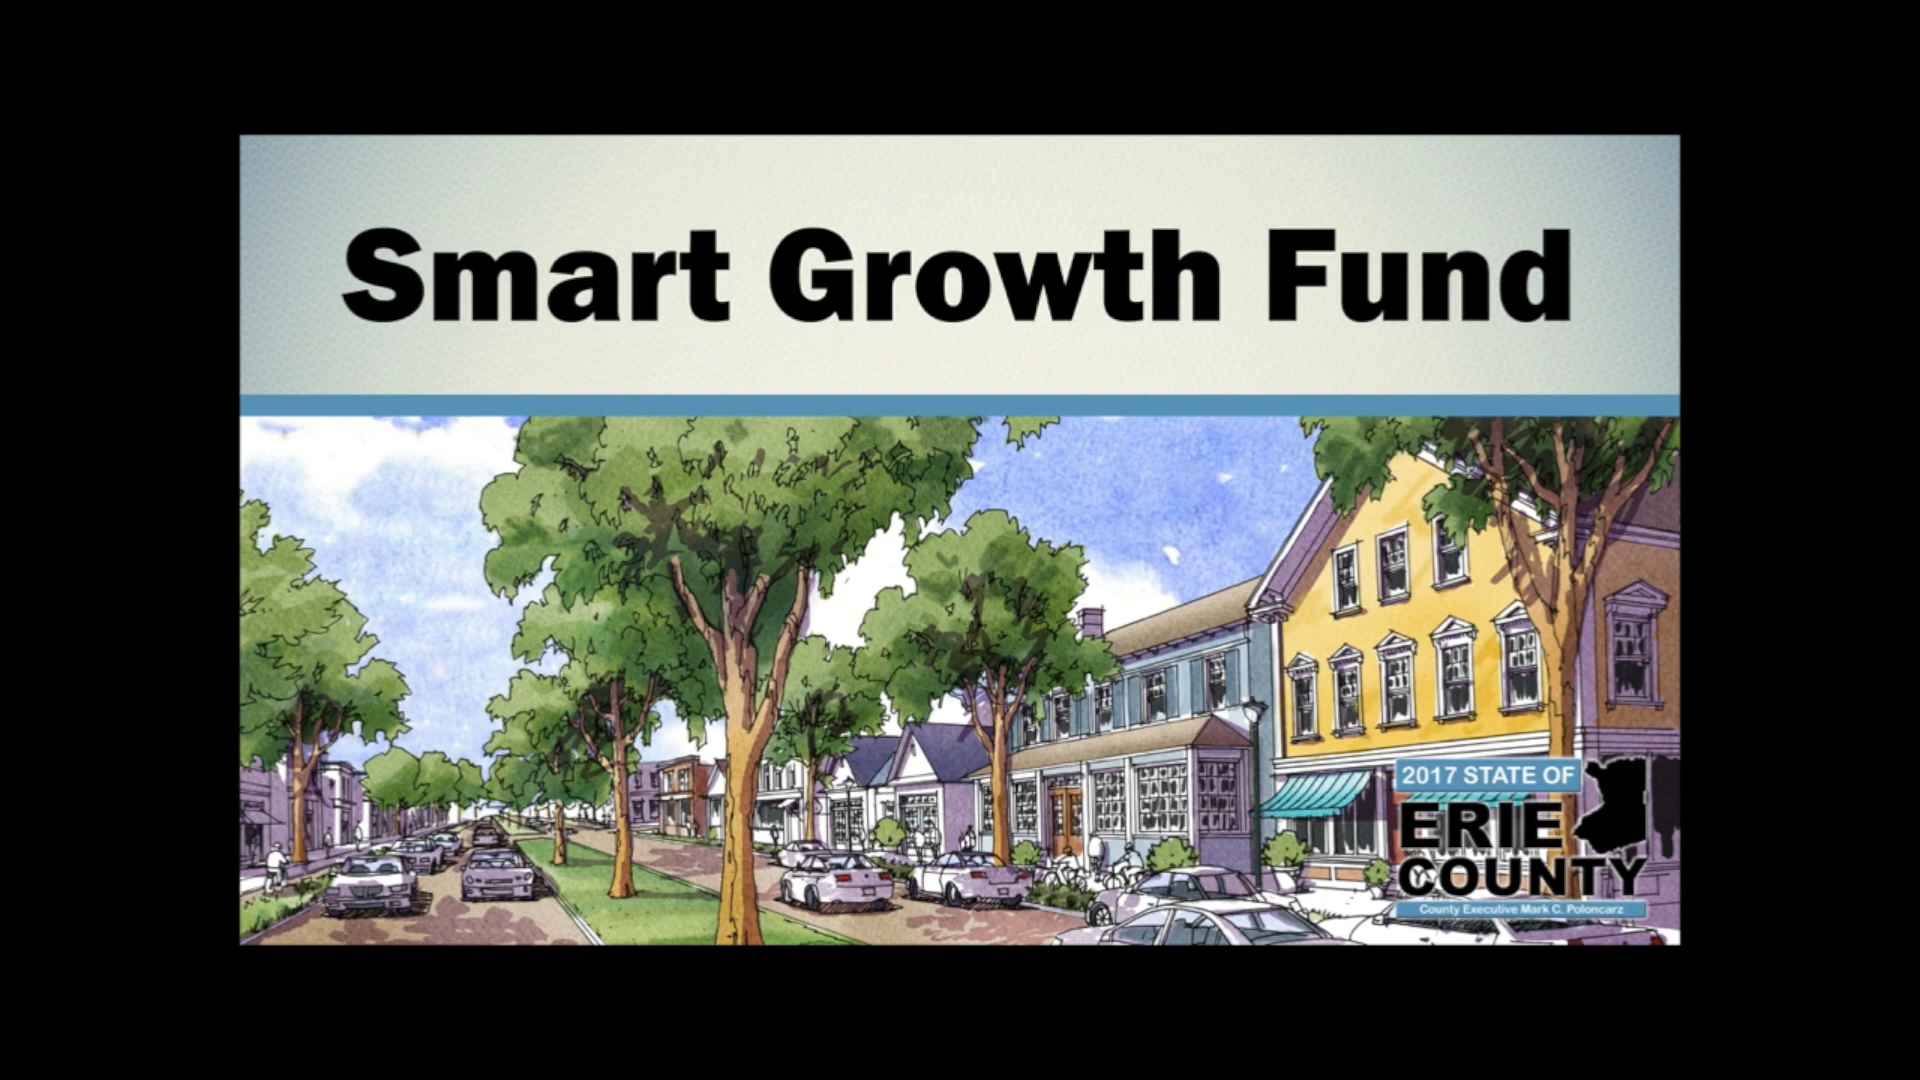 Smart Growth Fund
2017 STATE OF
ERIE
COUNTY
County Executive Mark C. Poloncarz